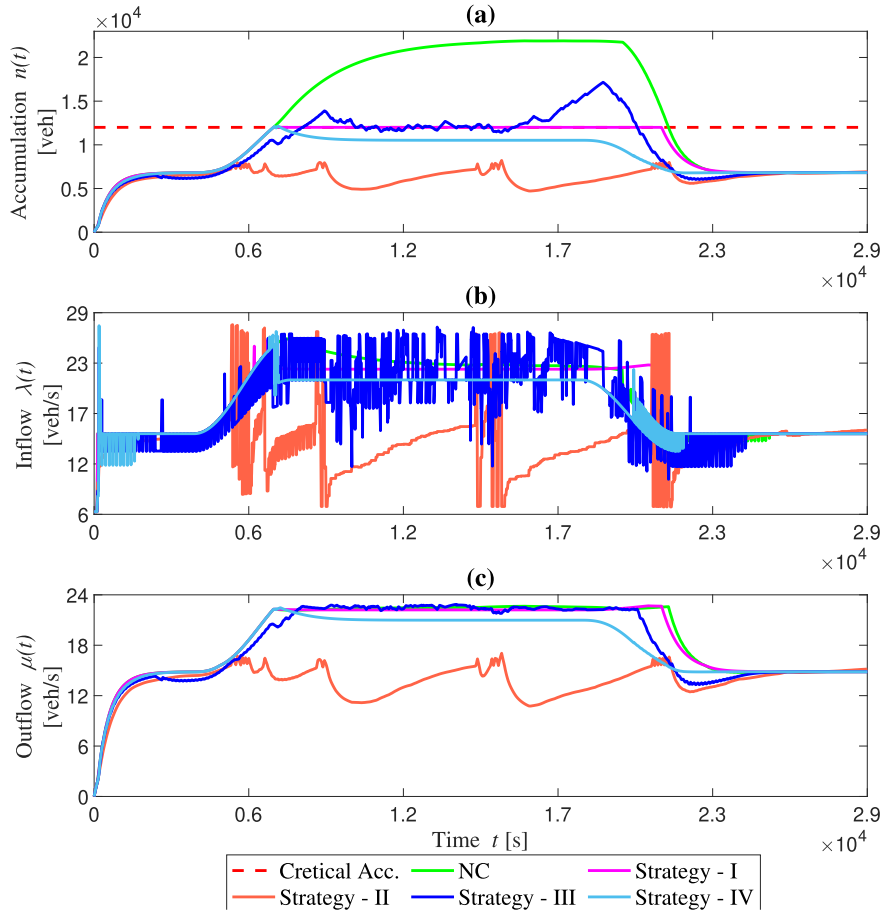 (a)
×10⁴
2
1.5
1
0.5
0
Accumulation n(t)
[veh]
0 0.6 1.2 1.7 2.3 2.9
×10⁴
(b)
29
23
17
12
6
Inflow λ(t)
[veh/s]
0 0.6 1.2 1.7 2.3 2.9
×10⁴
(c)
24
18
12
6
0
Outflow μ(t)
[veh/s]
0 0.6 1.2 1.7 2.3 2.9
×10⁴
Time t [s]
Cretical Acc. NC Strategy - I
Strategy - II Strategy - III Strategy - IV